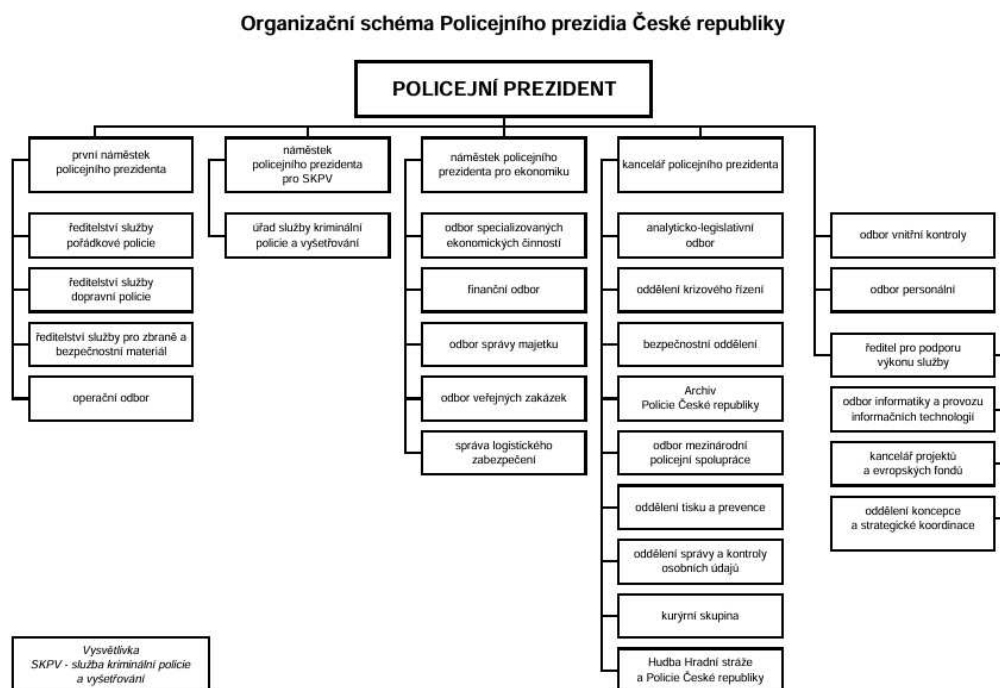 Organizační schéma Policejního prezidia České republiky
POLICEJNÍ PREZIDENT
první náměstek
policejního prezidenta
ředitelství služby
pořádkové policie
ředitelství služby
dopravní policie
ředitelství služby pro zbraně a
bezpečnostní materiál
operační odbor
náměstek
policejního prezidenta
pro SKPV
úřad služby kriminální
policie a vyšetřování
náměstek policejního
prezidenta pro ekonomiku
odbor specializovaných
ekonomických činností
finanční odbor
odbor správy majetku
odbor veřejných zakázek
správa logistického
zabezpečení
kancelář policejního prezidenta
analyticko-legislativní
odbor
oddělení krizového řízení
bezpečnostní oddělení
Archiv
Policie České republiky
odbor mezinárodní
policejní spolupráce
oddělení tisku a prevence
oddělení správy a kontroly
osobních údajů
kurýrní skupina
Hudba Hradní stráže
a Policie České republiky
odbor vnitřní kontroly
odbor personální
ředitel pro podporu
výkonu služby
odbor informatiky a provozu
informačních technologií
kancelář projektů
a evropských fondů
oddělení koncepce
a strategické koordinace
Vysvětlivka
SKPV - služba kriminální policie
a vyšetřování